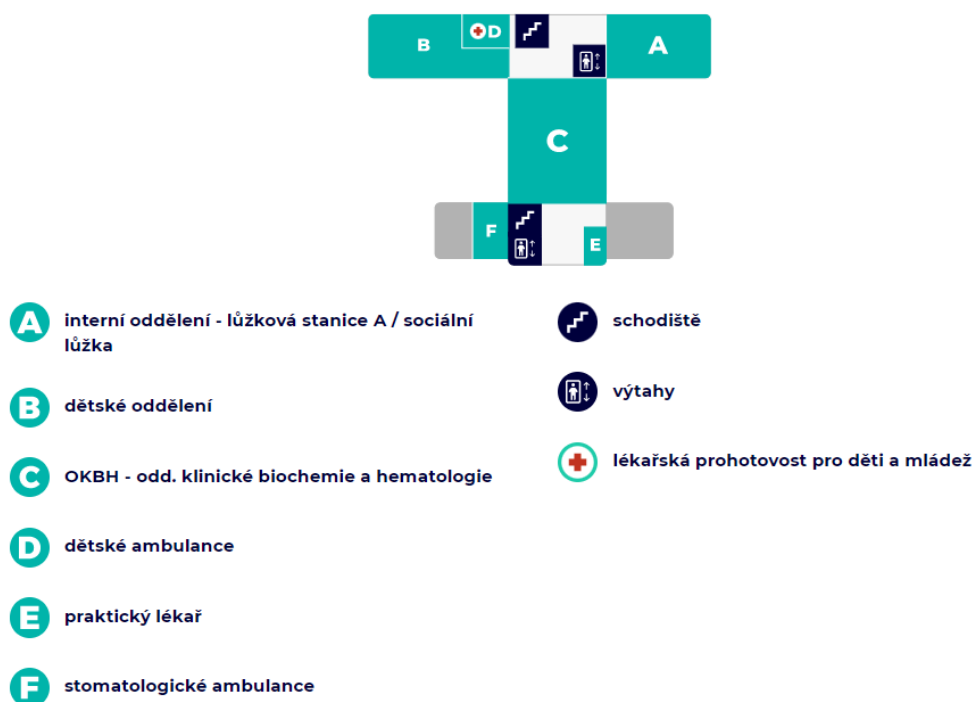 B
D
A
C
F
E
A interní oddělení - lůžková stanice A / sociální
lůžka
B dětské oddělení
C OKBH - odd. klinické biochemie a hematologie
D dětské ambulance
E praktický lékař
F stomatologické ambulance
schodiště
výtahy
lékařská prohotovost pro děti a mládež